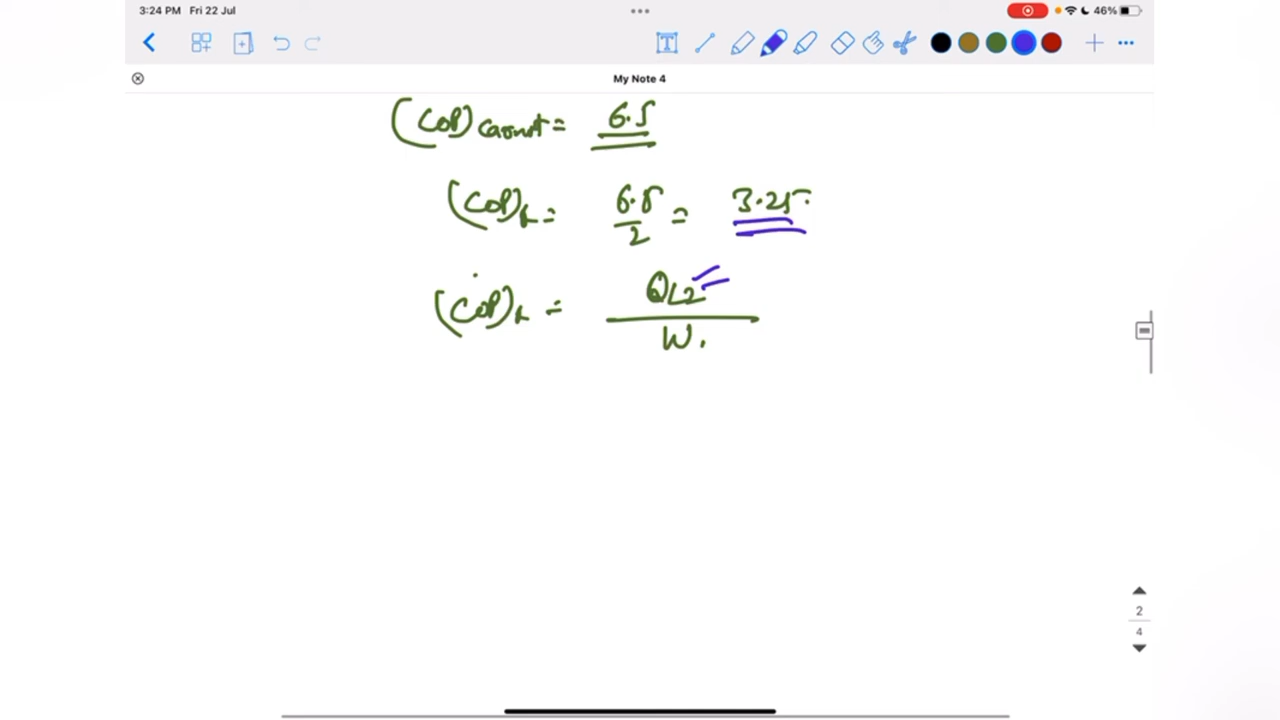 3:24 PM Fri 22 Jul
46%
My Note 4
(COP) Carnot = 6.5
(COP)R = 6.5/2 = 3.25
(COP)R = QL2/W.
2
4